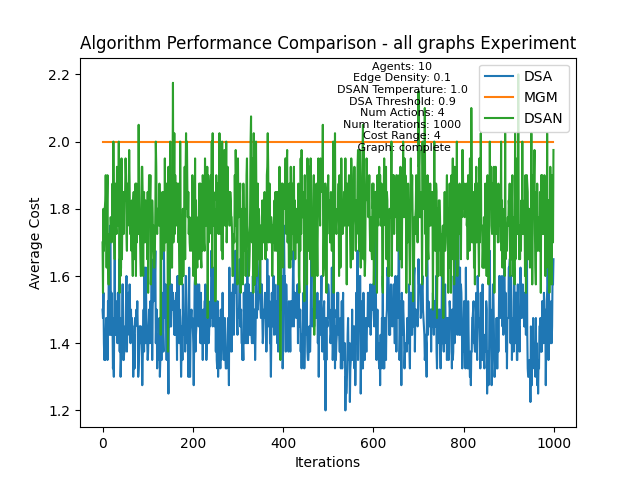 Algorithm Performance Comparison - all graphs Experiment
Agents: 10
Edge Density: 0.1
DSAN Temperature: 1.0
DSA Threshold: 0.9
Num Actions: 4
Num Iterations: 1000
Cost Range: 4
Graph: complete
DSA
MGM
DSAN
Average Cost
2.2
2.0
1.8
1.6
1.4
1.2
0
200
400
600
800
1000
Iterations